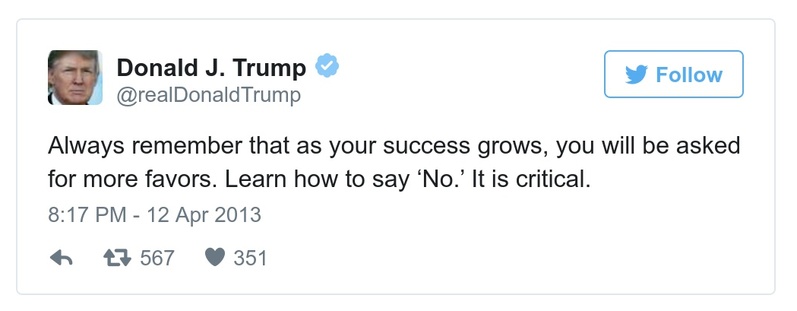 Donald J. Trump
@realDonaldTrump
Follow
Always remember that as your success grows, you will be asked
for more favors. Learn how to say ‘No.’ It is critical.
8:17 PM - 12 Apr 2013
567 351